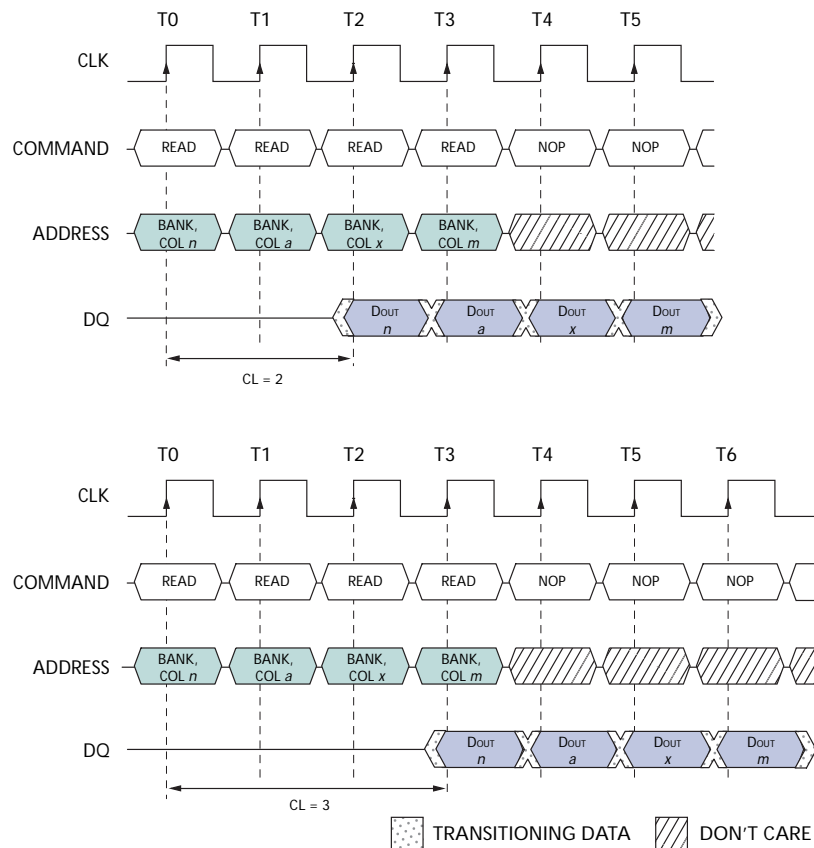 T0 T1 T2 T3 T4 T5
CLK
COMMAND READ READ READ READ NOP NOP
ADDRESS BANK, COL n BANK, COL a BANK, COL x BANK, COL m
DQ DOUT n DOUT a DOUT x DOUT m
CL = 2
T0 T1 T2 T3 T4 T5 T6
CLK
COMMAND READ READ READ READ NOP NOP NOP
ADDRESS BANK, COL n BANK, COL a BANK, COL x BANK, COL m
DQ DOUT n DOUT a DOUT x DOUT m
CL = 3
TRANSITIONING DATA DON'T CARE